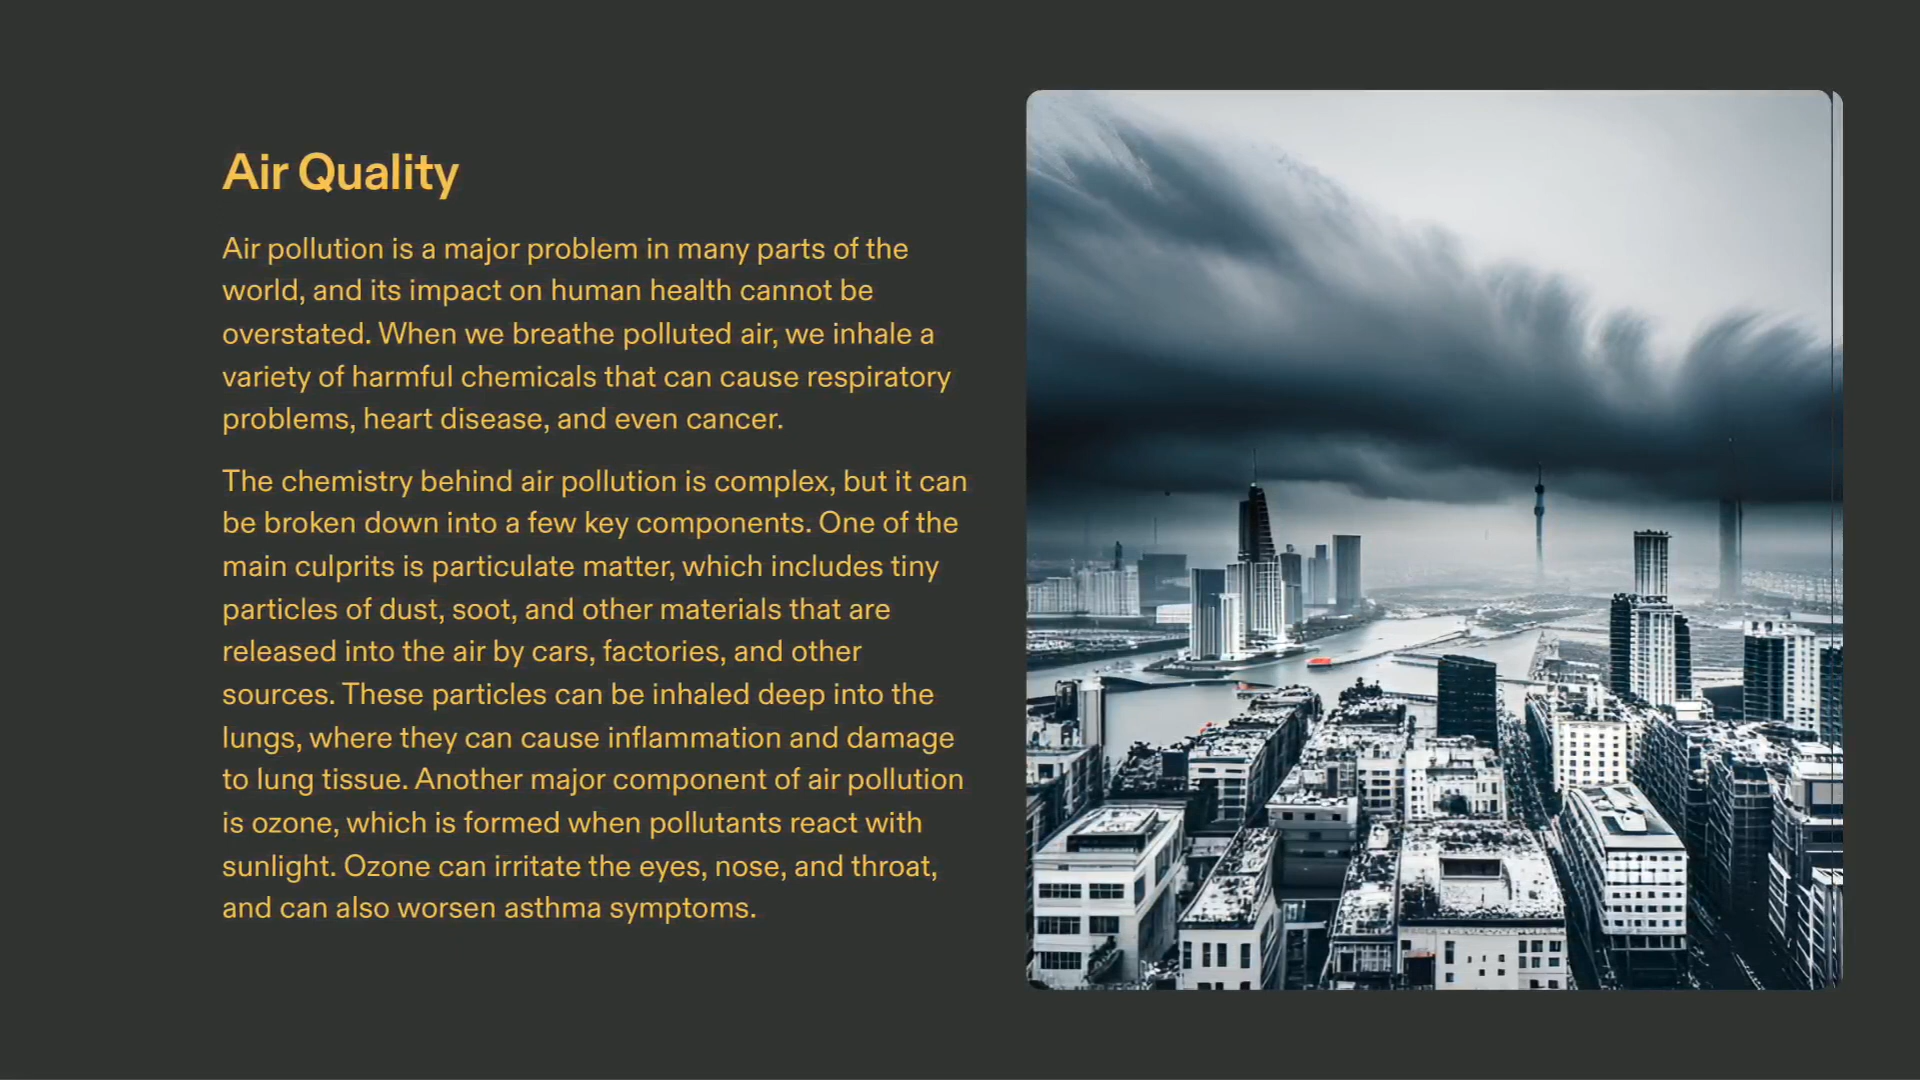 Air Quality
Air pollution is a major problem in many parts of the
world, and its impact on human health cannot be
overstated. When we breathe polluted air, we inhale a
variety of harmful chemicals that can cause respiratory
problems, heart disease, and even cancer.
The chemistry behind air pollution is complex, but it can
be broken down into a few key components. One of the
main culprits is particulate matter, which includes tiny
particles of dust, soot, and other materials that are
released into the air by cars, factories, and other
sources. These particles can be inhaled deep into the
lungs, where they can cause inflammation and damage
to lung tissue. Another major component of air pollution
is ozone, which is formed when pollutants react with
sunlight. Ozone can irritate the eyes, nose, and throat,
and can also worsen asthma symptoms.